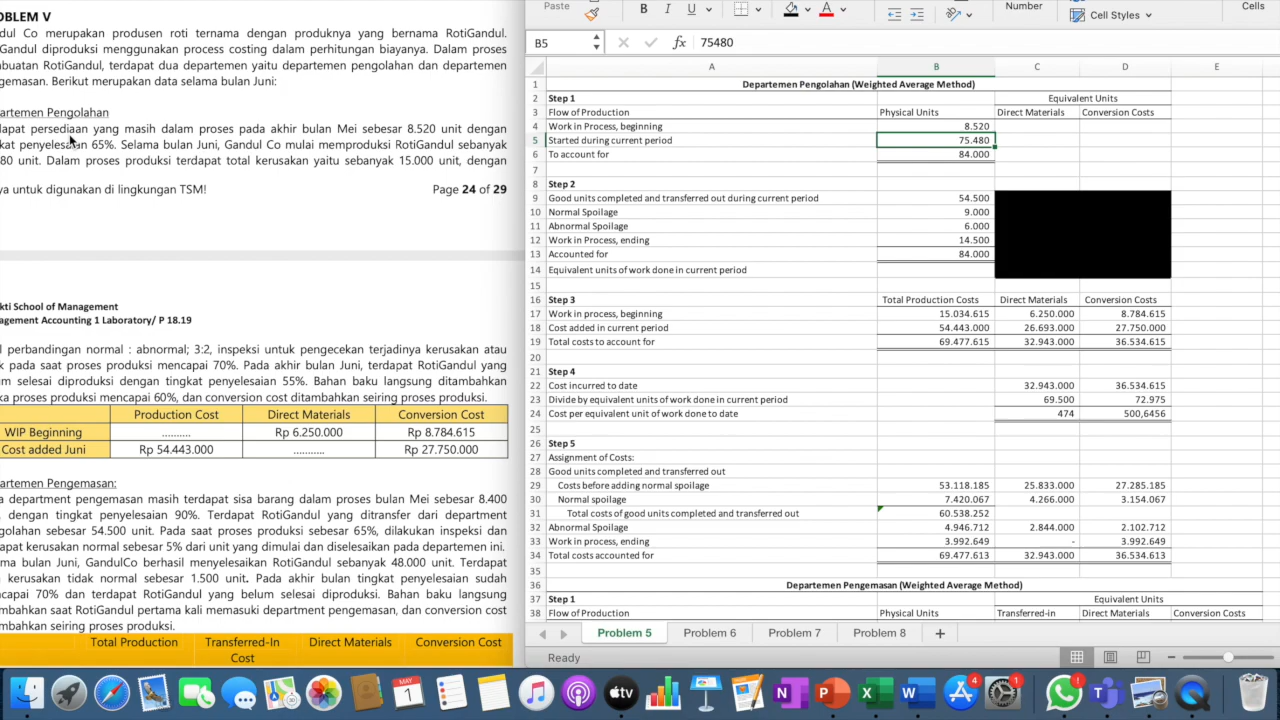 OBLEM V
dul Co merupakan produsen roti ternama dengan produknya yang bernama RotiGandul.
Gandul diproduksi menggunakan process costing dalam perhitungan biayanya. Dalam proses
buatan RotiGandul, terdapat dua departemen yaitu departemen pengolahan dan departemen
gemasan. Berikut merupakan data selama bulan Juni:
artemen Pengolahan
dapat persediaan yang masih dalam proses pada akhir bulan Mei sebesar 8.520 unit dengan
kat penyelesaian 65%. Selama bulan Juni, Gandul Co mulai memproduksi RotiGandul sebanyak
80 unit. Dalam proses produksi terdapat total kerusakan yaitu sebanyak 15.000 unit, dengan
ya untuk digunakan di lingkungan TSM! Page 24 of 29
kti School of Management
agement Accounting 1 Laboratory/ P 18.19
l perbandingan normal : abnormal; 3:2, inspeksi untuk pengecekan terjadinya kerusakan atau
k pada saat proses produksi mencapai 70%. Pada akhir bulan Juni, terdapat RotiGandul yang
um selesai diproduksi dengan tingkat penyelesaian 55%. Bahan baku langsung ditambahkan
ka proses produksi mencapai 60%, dan conversion cost ditambahkan seiring proses produksi.
Production Cost Direct Materials Conversion Cost
WIP Beginning .......... Rp 6.250.000 Rp 8.784.615
Cost added Juni Rp 54.443.000 ........... Rp 27.750.000
artemen Pengemasan:
a department pengemasan masih terdapat sisa barang dalam proses bulan Mei sebesar 8.400
dengan tingkat penyelesaian 90%. Terdapat RotiGandul yang ditransfer dari department
golahan sebesar 54.500 unit. Pada saat proses produksi sebesar 65%, dilakukan inspeksi dan
apat kerusakan normal sebesar 5% dari unit yang dimulai dan diselesaikan pada departemen ini.
ma bulan Juni, GandulCo berhasil menyelesaikan RotiGandul sebanyak 48.000 unit. Terdapat
kerusakan tidak normal sebesar 1.500 unit. Pada akhir bulan tingkat penyelesaian sudah
capai 70% dan terdapat RotiGandul yang belum selesai diproduksi. Bahan baku langsung
mbahkan saat RotiGandul pertama kali memasuki department pengemasan, dan conversion cost
mbahkan seiring proses produksi.
Total Production Transferred-In Cost Direct Materials Conversion Cost
Paste B I U A Number Cell Styles Cells
B5 fx 75480
A B C D E
1 Departemen Pengolahan (Weighted Average Method)
2 Step 1 Equivalent Units
3 Flow of Production Physical Units Direct Materials Conversion Costs
4 Work in Process, beginning 8.520
5 Started during current period 75.480
6 To account for 84.000
7
8 Step 2
9 Good units completed and transferred out during current period 54.500
10 Normal Spoilage 9.000
11 Abnormal Spoilage 6.000
12 Work in Process, ending 14.500
13 Accounted for 84.000
14 Equivalent units of work done in current period
15
16 Step 3 Total Production Costs Direct Materials Conversion Costs
17 Work in process, beginning 15.034.615 6.250.000 8.784.615
18 Cost added in current period 54.443.000 26.693.000 27.750.000
19 Total costs to account for 69.477.615 32.943.000 36.534.615
20
21 Step 4
22 Cost incurred to date 32.943.000 36.534.615
23 Divide by equivalent units of work done in current period 69.500 72.975
24 Cost per equivalent unit of work done to date 474 500,6456
25
26 Step 5
27 Assignment of Costs:
28 Good units completed and transferred out
29 Costs before adding normal spoilage 53.118.185 25.833.000 27.285.185
30 Normal spoilage 7.420.067 4.266.000 3.154.067
31 Total costs of good units completed and transferred out 60.538.252
32 Abnormal Spoilage 4.946.712 2.844.000 2.102.712
33 Work in process, ending 3.992.649 - 3.992.649
34 Total costs accounted for 69.477.613 32.943.000 36.534.613
35
36 Departemen Pengemasan (Weighted Average Method)
37 Step 1 Equivalent Units
38 Flow of Production Physical Units Transferred-in Direct Materials Conversion Costs
Problem 5 Problem 6 Problem 7 Problem 8 +
Ready
MAY 1 tv N P X W 4 1 1 T